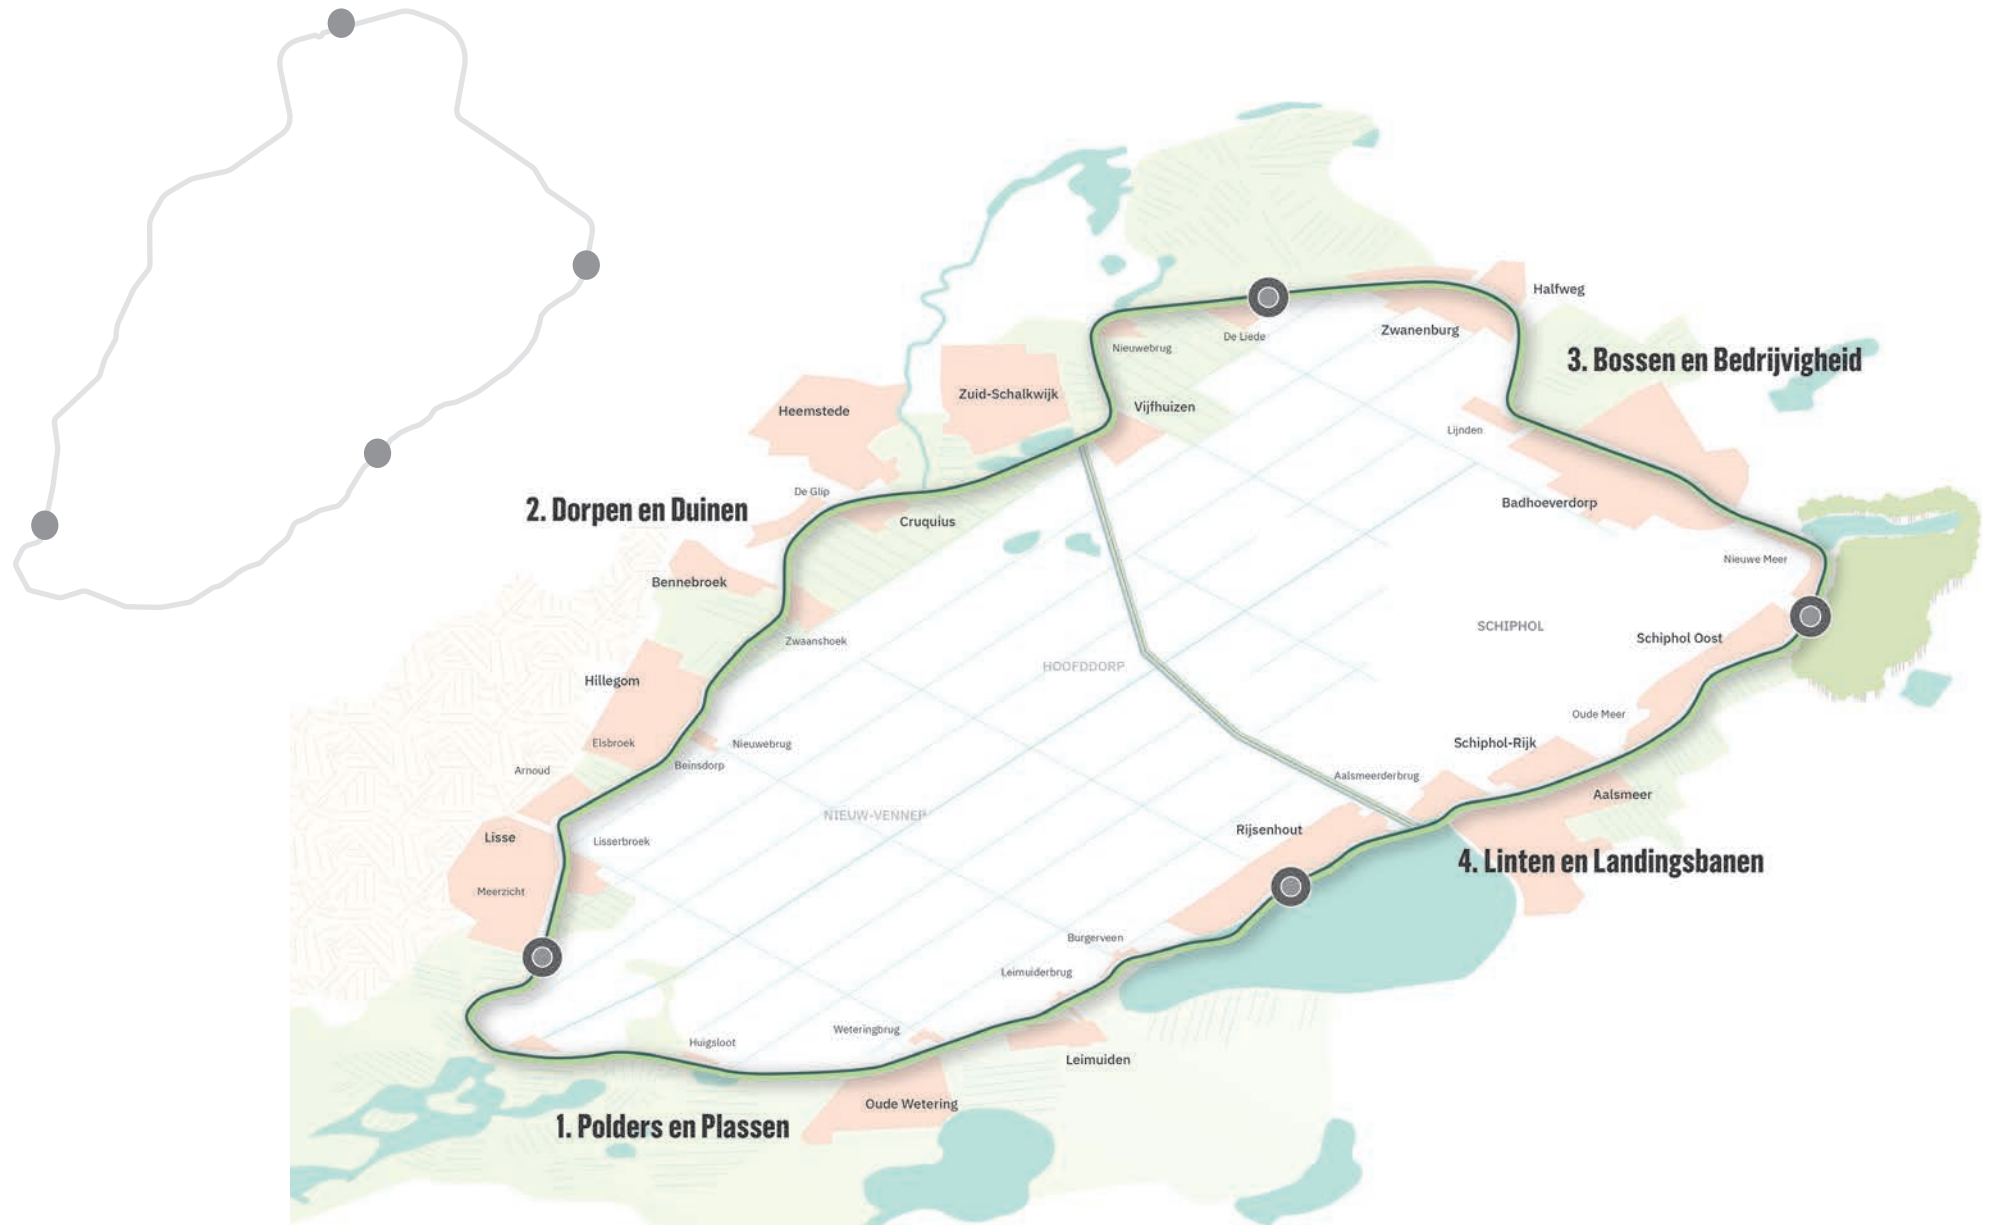 Halfweg
Zwanenburg
De Liede
Nieuwebrug
3. Bossen en Bedrijvigheid
Zuid-Schalkwijk
Heemstede
Vijfhuizen
Lijnden
De Glip
Badhoeverdorp
2. Dorpen en Duinen
Cruquius
Nieuwe Meer
Bennebroek
SCHIPHOL
Schiphol Oost
Zwaanshoek
HOOFDDORP
Hillegom
Oude Meer
Elsbroek
Nieuwebrug
Schiphol-Rijk
Beinsdorp
Arnoud
Aalsmeerderbrug
Aalsmeer
NIEUW-VENNEP
Rijsenhout
Lisse
Lisserbroek
4. Linten en Landingsbanen
Meerzicht
Burgerveen
Leimuiderbrug
Weteringbrug
Huigsloot
Leimuiden
Oude Wetering
1. Polders en Plassen